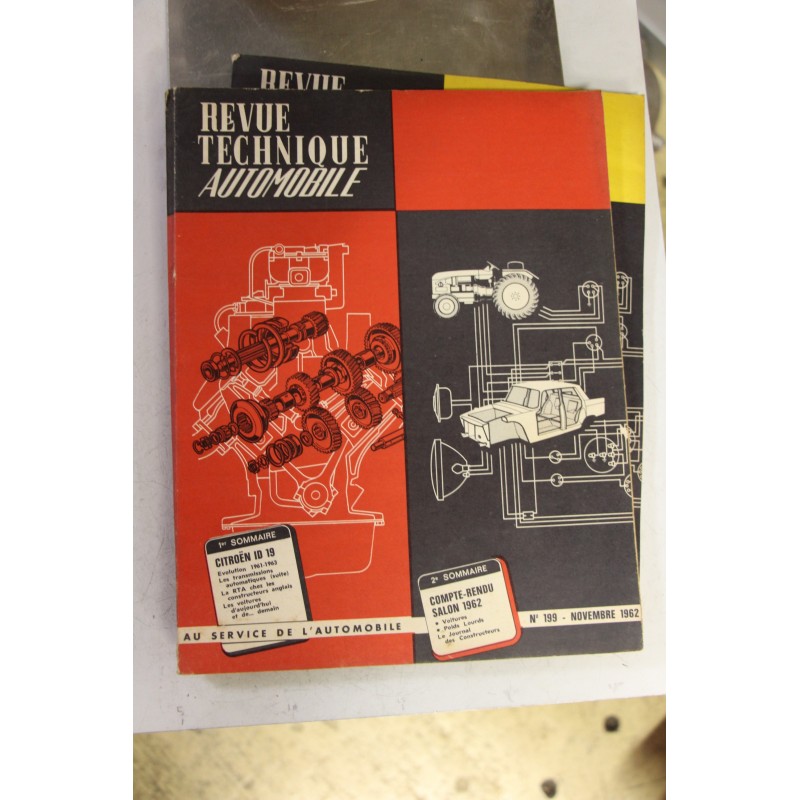 REVUE
REVUE
TECHNIQUE
AUTOMOBILE
1er SOMMAIRE
CITROËN ID 19
Evolution 1961-1963
Les transmissions
automatiques (suite)
La RTA chez les
constructeurs anglais
Les voitures
d'aujourd'hui
et de... demain
2e SOMMAIRE
COMPTE-RENDU
SALON 1962
• Voitures
• Poids Lourds
Le Journal
des Constructeurs
AU SERVICE DE L'AUTOMOBILE
N° 199 - NOVEMBRE 1962